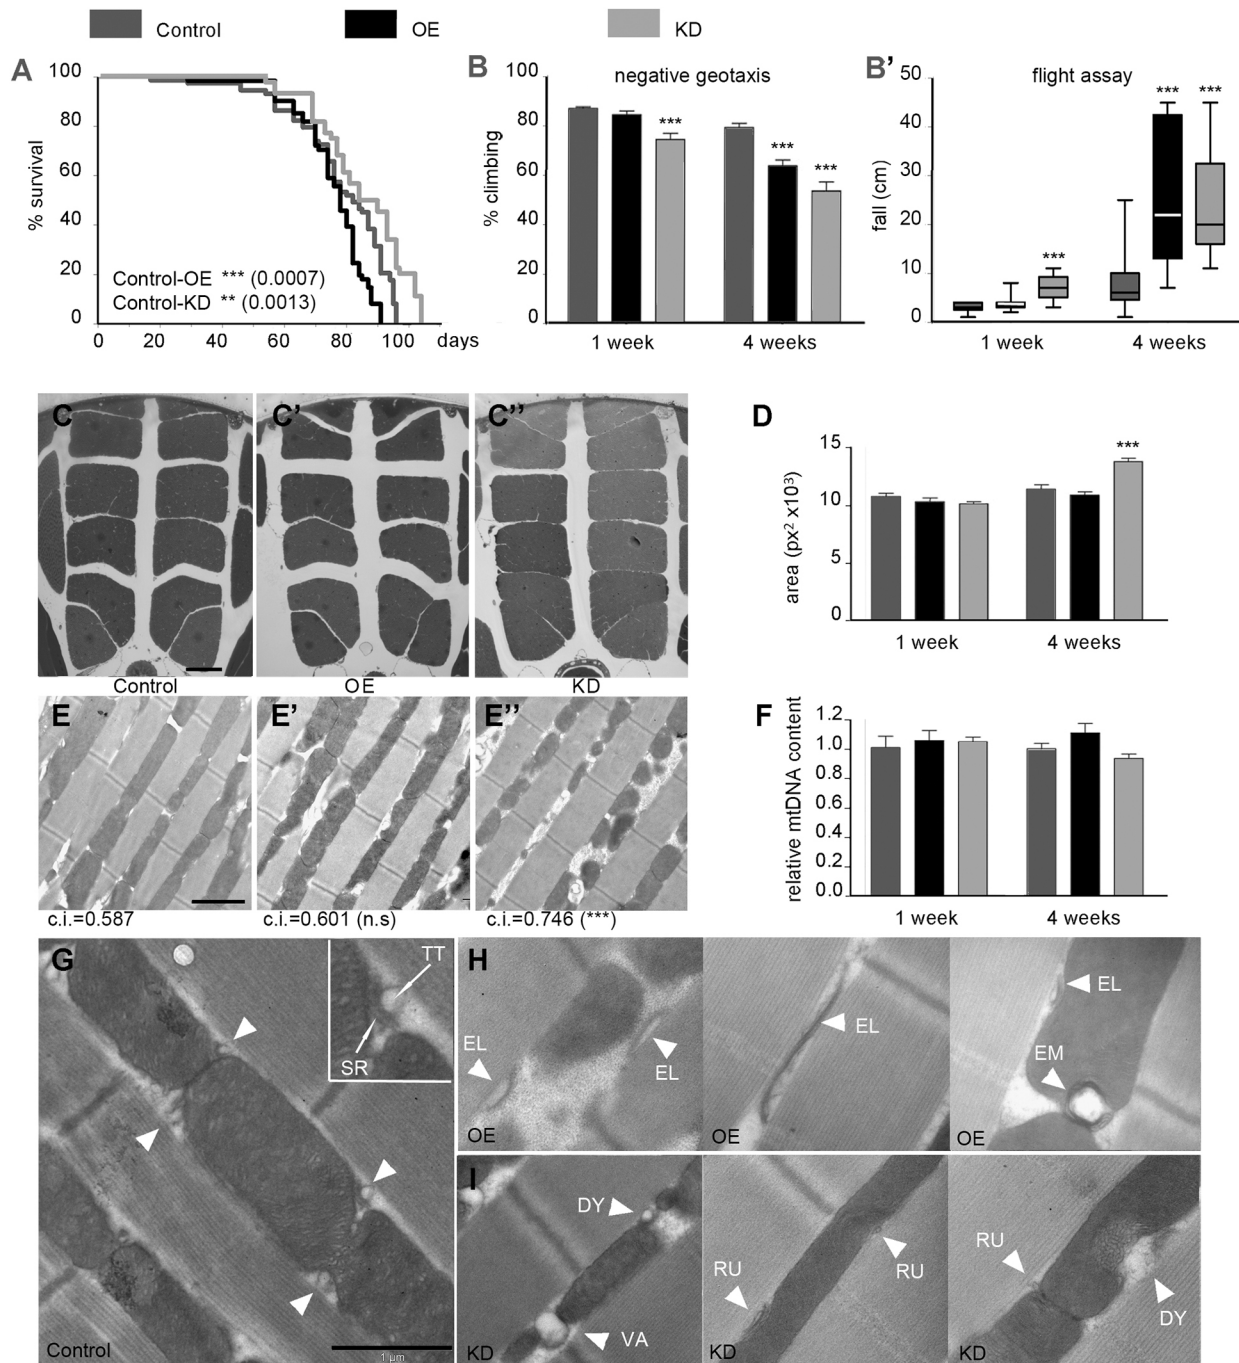 Control OE KD
A
100
80
60
40
20
0
% survival
Control-OE *** (0.0007)
Control-KD ** (0.0013)
0 20 40 60 80 100 days
B
negative geotaxis
100
80
60
40
20
0
% climbing
***
***
***
1 week 4 weeks
B'
flight assay
50
40
30
20
10
0
fall (cm)
***
*** ***
1 week 4 weeks
C C' C''
Control OE KD
D
15
10
5
0
area (px² x10³)
***
1 week 4 weeks
E E' E''
c.i.=0.587 c.i.=0.601 (n.s) c.i.=0.746 (***)
F
1.2
1.0
0.8
0.6
0.4
0.2
0.0
relative mtDNA content
1 week 4 weeks
G
TT
SR
Control
1 µm
H
EL
EL
OE
EL
OE
EL
EM
OE
I
DY
VA
KD
RU
RU
KD
RU
DY
KD